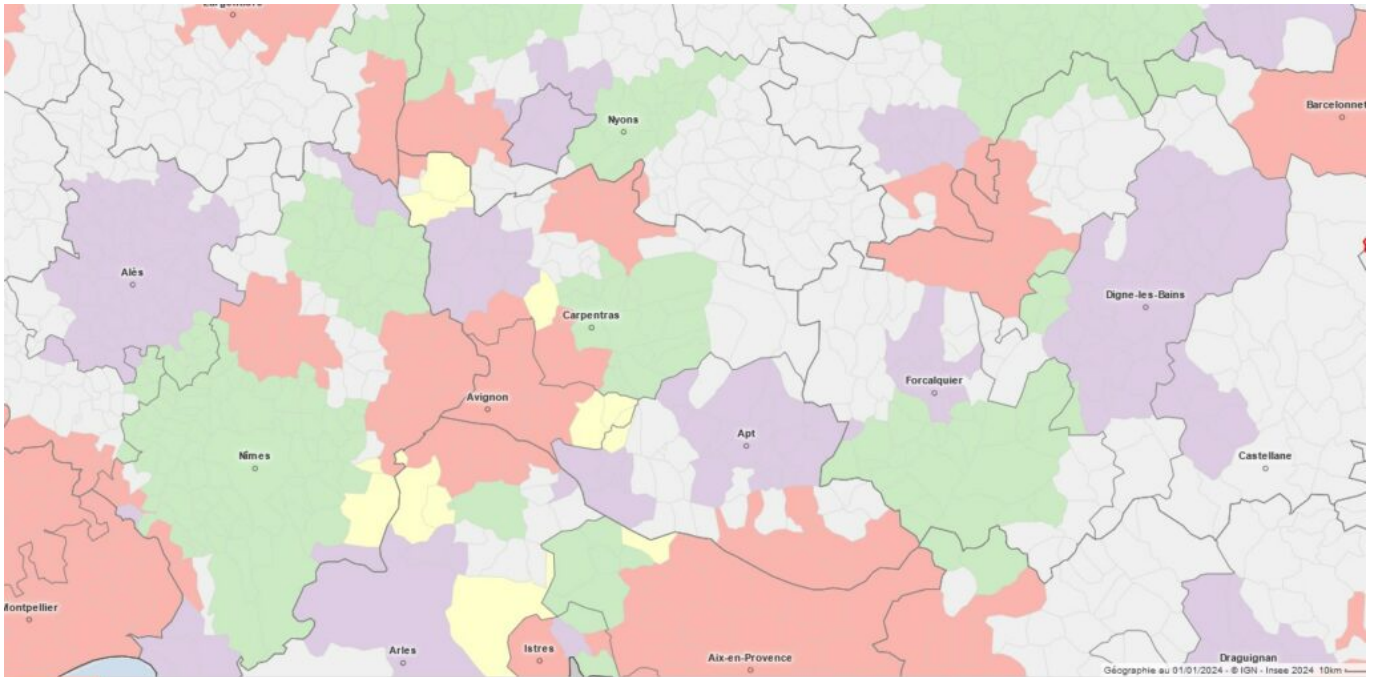 Nyons
Barcelonnet
Alès
Digne-les-Bains
Carpentras
Forcalquier
Avignon
Apt
Nîmes
Castellane
Montpellier
Arles
Istres
Aix-en-Provence
Draguignan
Géographie au 01/01/2024 - © IGN - Insee 2024 10km